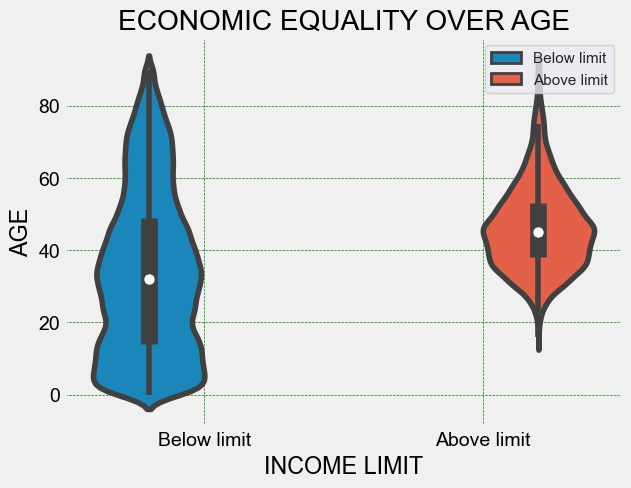 ECONOMIC EQUALITY OVER AGE
Below limit
Above limit
AGE
80
60
40
20
0
Below limit
Above limit
INCOME LIMIT